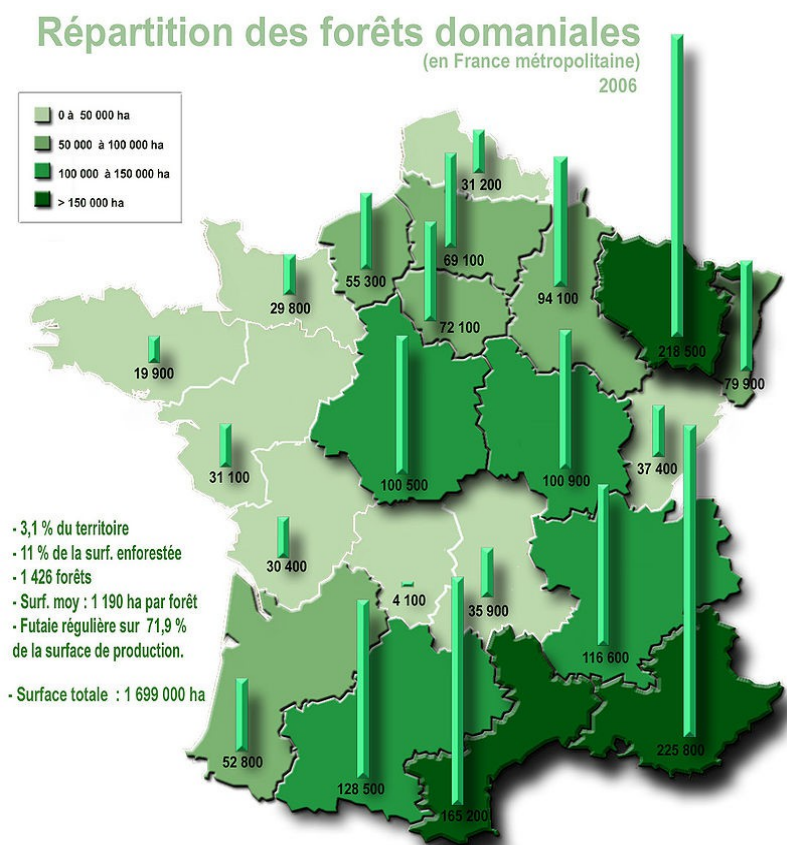 Répartition des forêts domaniales
(en France métropolitaine)
2006
0 à 50 000 ha
50 000 à 100 000 ha
100 000 à 150 000 ha
> 150 000 ha
31 200
69 100
55 300
29 800
94 100
72 100
218 500
79 900
19 900
31 100
100 500
100 900
37 400
30 400
4 100
35 900
116 600
52 800
128 500
165 200
225 800
- 3,1 % du territoire
- 11 % de la surf. enforestée
- 1 426 forêts
- Surf. moy : 1 190 ha par forêt
- Futaie régulière sur 71,9 %
de la surface de production.
- Surface totale : 1 699 000 ha